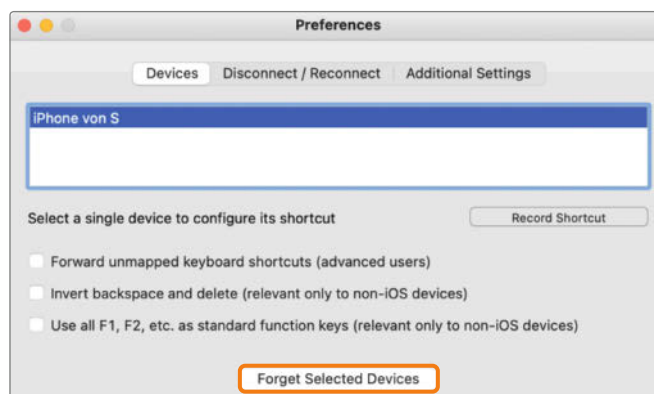 Preferences
Devices Disconnect / Reconnect Additional Settings
iPhone von S
Select a single device to configure its shortcut Record Shortcut
Forward unmapped keyboard shortcuts (advanced users)
Invert backspace and delete (relevant only to non-iOS devices)
Use all F1, F2, etc. as standard function keys (relevant only to non-iOS devices)
Forget Selected Devices